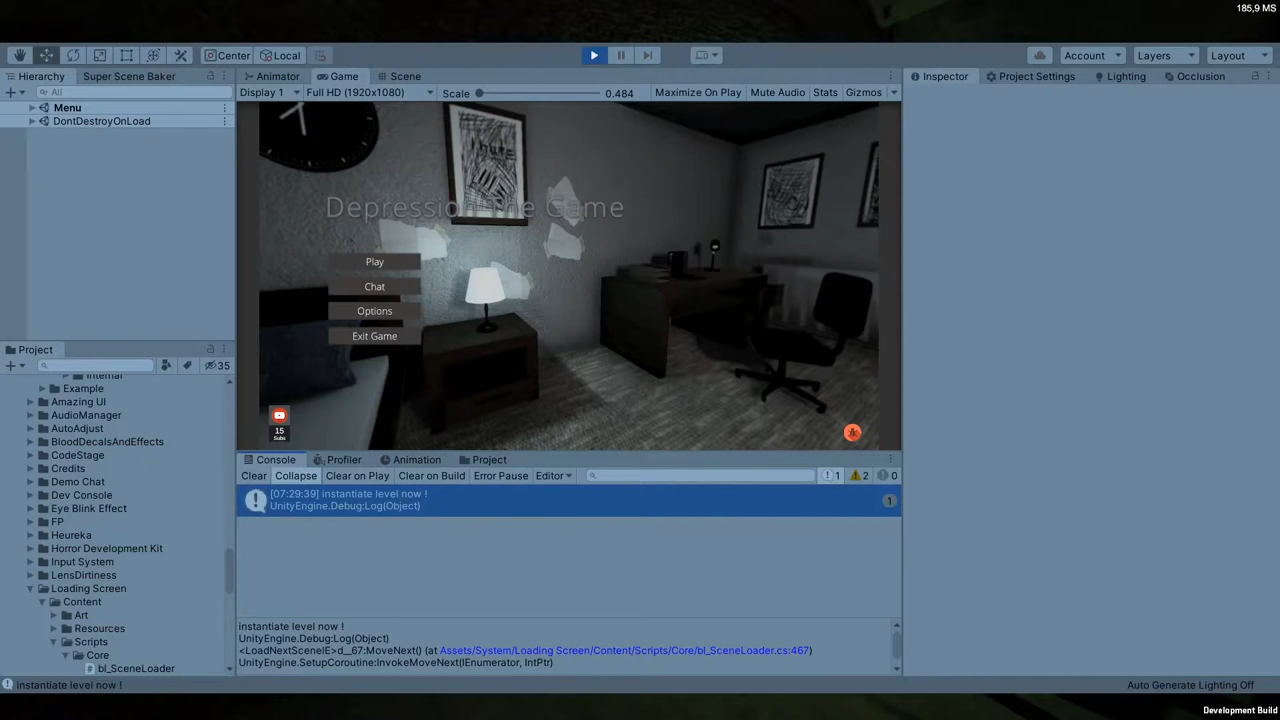 185,9 MS
Center Local
Account Layers Layout
Hierarchy Super Scene Baker Animator Game Scene Inspector Project Settings Lighting Occlusion
All Display 1 Full HD (1920x1080) Scale 0.484 Maximize On Play Mute Audio Stats Gizmos
Menu
DontDestroyOnLoad
Depression The Game
Play
Chat
Options
Exit Game
15
Subs
Project
35
Internal
Example
Amazing UI
AudioManager
AutoAdjust
BloodDecalsAndEffects
CodeStage
Credits
Demo Chat
Dev Console
Eye Blink Effect
FP
Heureka
Horror Development Kit
Input System
LensDirtiness
Loading Screen
Content
Art
Resources
Scripts
Core
bl_SceneLoader
Console Profiler Animation Project
Clear Collapse Clear on Play Clear on Build Error Pause Editor 1 2 0
[07:29:39] instantiate level now !
UnityEngine.Debug:Log(Object)
1
instantiate level now !
UnityEngine.Debug:Log(Object)
<LoadNextSceneIE>d__67:MoveNext() (at Assets/System/Loading Screen/Content/Scripts/Core/bl_SceneLoader.cs:467)
UnityEngine.SetupCoroutine:InvokeMoveNext(IEnumerator, IntPtr)
instantiate level now !
Auto Generate Lighting Off
Development Build